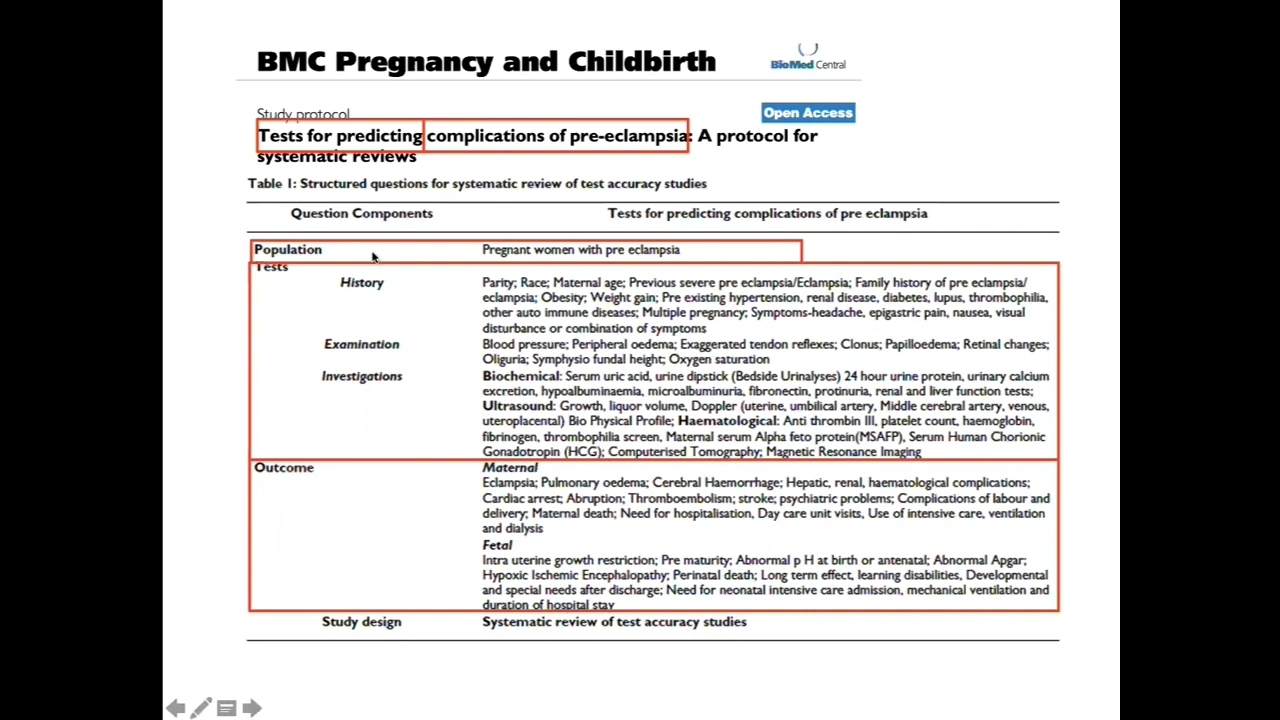 BMC Pregnancy and Childbirth
BioMed Central
Study protocol
Open Access
Tests for predicting complications of pre-eclampsia: A protocol for
systematic reviews
Table 1: Structured questions for systematic review of test accuracy studies
Question Components Tests for predicting complications of pre eclampsia
Population Pregnant women with pre eclampsia
Tests
History Parity; Race; Maternal age; Previous severe pre eclampsia/Eclampsia; Family history of pre eclampsia/
eclampsia; Obesity; Weight gain; Pre existing hypertension, renal disease, diabetes, lupus, thrombophilia,
other auto immune diseases; Multiple pregnancy; Symptoms-headache, epigastric pain, nausea, visual
disturbance or combination of symptoms
Examination Blood pressure; Peripheral oedema; Exaggerated tendon reflexes; Clonus; Papilloedema; Retinal changes;
Oliguria; Symphysio fundal height; Oxygen saturation
Investigations Biochemical: Serum uric acid, urine dipstick (Bedside Urinalyses) 24 hour urine protein, urinary calcium
excretion, hypoalbuminaemia, microalbuminuria, fibronectin, protinuria, renal and liver function tests;
Ultrasound: Growth, liquor volume, Doppler (uterine, umbilical artery, Middle cerebral artery, venous,
uteroplacental) Bio Physical Profile; Haematological: Anti thrombin III, platelet count, haemoglobin,
fibrinogen, thrombophilia screen, Maternal serum Alpha feto protein(MSAFP), Serum Human Chorionic
Gonadotropin (HCG); Computerised Tomography; Magnetic Resonance Imaging
Outcome Maternal
Eclampsia; Pulmonary oedema; Cerebral Haemorrhage; Hepatic, renal, haematological complications;
Cardiac arrest; Abruption; Thromboembolism; stroke; psychiatric problems; Complications of labour and
delivery; Maternal death; Need for hospitalisation, Day care unit visits, Use of intensive care, ventilation
and dialysis
Fetal
Intra uterine growth restriction; Pre maturity; Abnormal p H at birth or antenatal; Abnormal Apgar;
Hypoxic Ischemic Encephalopathy; Perinatal death; Long term effect, learning disabilities, Developmental
and special needs after discharge; Need for neonatal intensive care admission, mechanical ventilation and
duration of hospital stay
Study design Systematic review of test accuracy studies